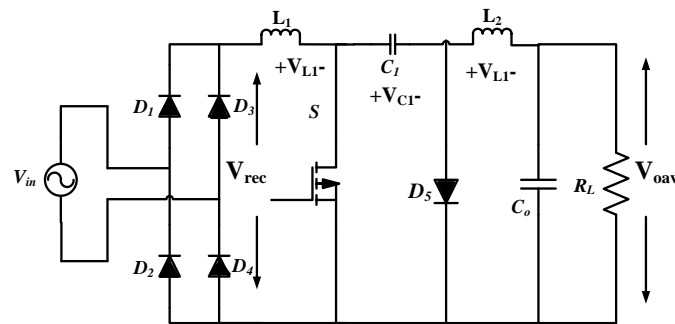 L1
L2
+VL1-
C1
+VC1-
+VL1-
D1
D3
S
Vin
Vrec
D5
Co
RL
Voav
D2
D4